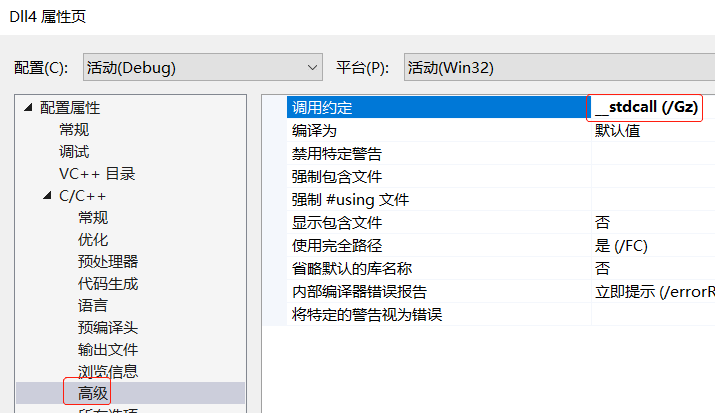 Dll4 属性页
配置(C): 活动(Debug) 平台(P): 活动(Win32)
配置属性
常规
调试
VC++ 目录
C/C++
常规
优化
预处理器
代码生成
语言
预编译头
输出文件
浏览信息
高级
所有选项
调用约定 __stdcall (/Gz)
编译为 默认值
禁用特定警告
强制包含文件
强制 #using 文件
显示包含文件 否
使用完全路径 是 (/FC)
省略默认的库名称 否
内部编译器错误报告 立即提示 (/errorR
将特定的警告视为错误